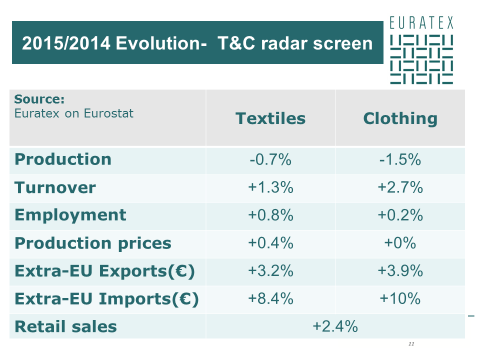 EURATEX
2015/2014 Evolution-  T&C radar screen
Source:
Euratex on Eurostat
Textiles Clothing
Production -0.7% -1.5%
Turnover +1.3% +2.7%
Employment +0.8% +0.2%
Production prices +0.4% +0%
Extra-EU Exports(€) +3.2% +3.9%
Extra-EU Imports(€) +8.4% +10%
Retail sales +2.4%